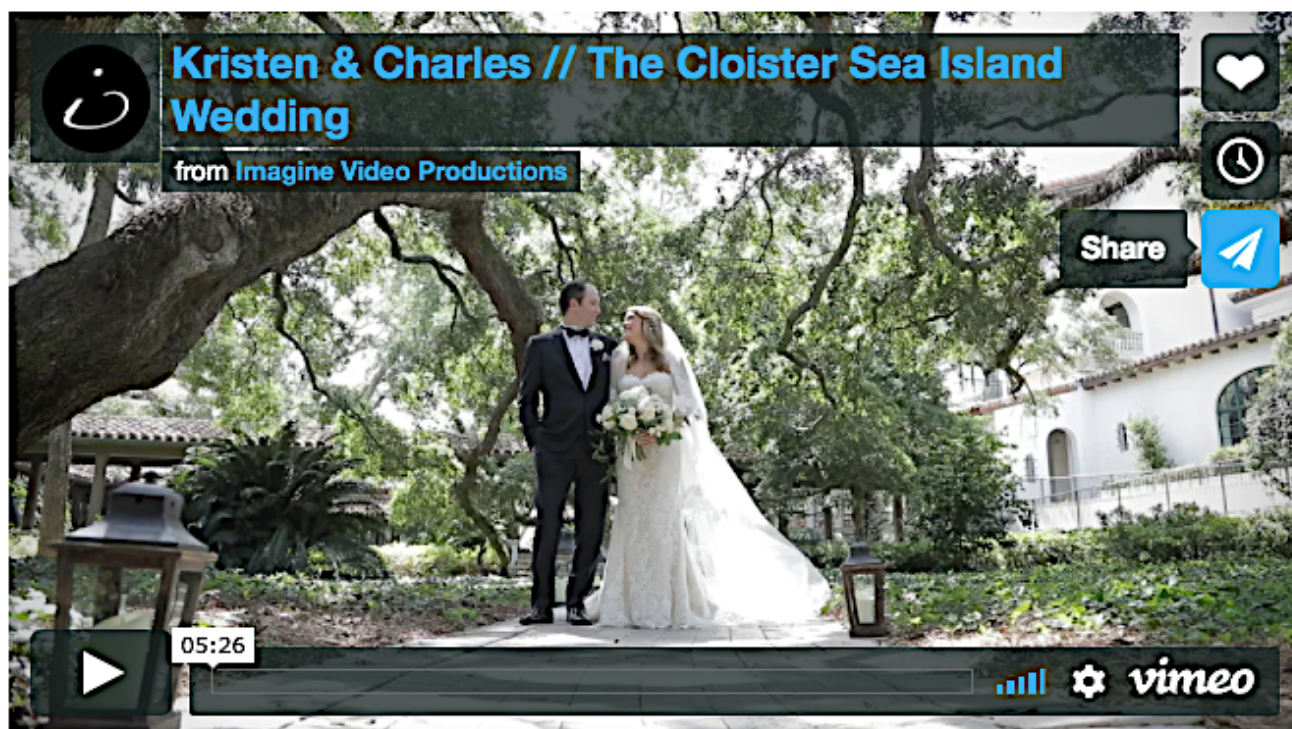 Kristen & Charles // The Cloister Sea Island
Wedding
from Imagine Video Productions
Share
05:26
vimeo